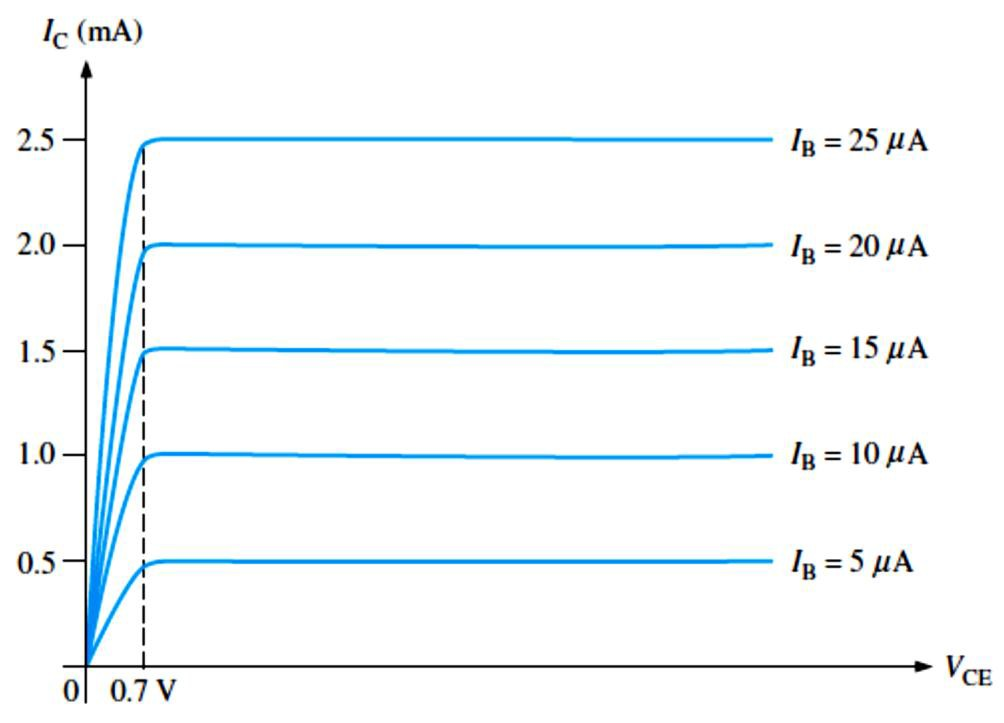 I_C (mA)
2.5
I_B = 25 μA
2.0
I_B = 20 μA
1.5
I_B = 15 μA
1.0
I_B = 10 μA
0.5
I_B = 5 μA
V_CE
0
0.7 V